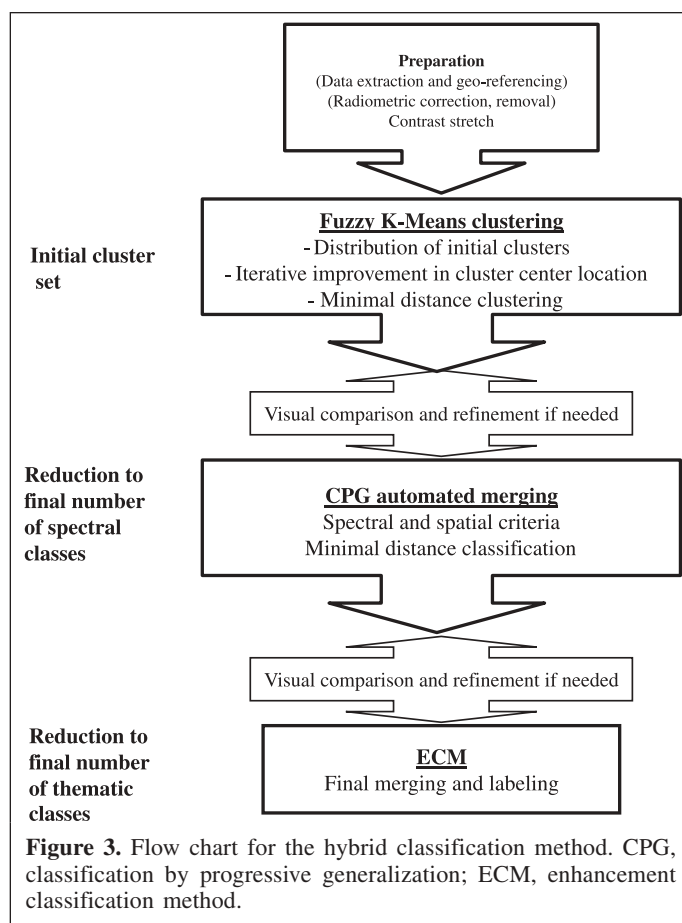 Preparation
(Data extraction and geo-referencing)
(Radiometric correction, removal)
Contrast stretch
Initial cluster
set
Fuzzy K-Means clustering
- Distribution of initial clusters
- Iterative improvement in cluster center location
- Minimal distance clustering
Visual comparison and refinement if needed
Reduction to
final number
of spectral
classes
CPG automated merging
Spectral and spatial criteria
Minimal distance classification
Visual comparison and refinement if needed
Reduction to
final number
of thematic
classes
ECM
Final merging and labeling
Figure 3. Flow chart for the hybrid classification method. CPG,
classification by progressive generalization; ECM, enhancement
classification method.